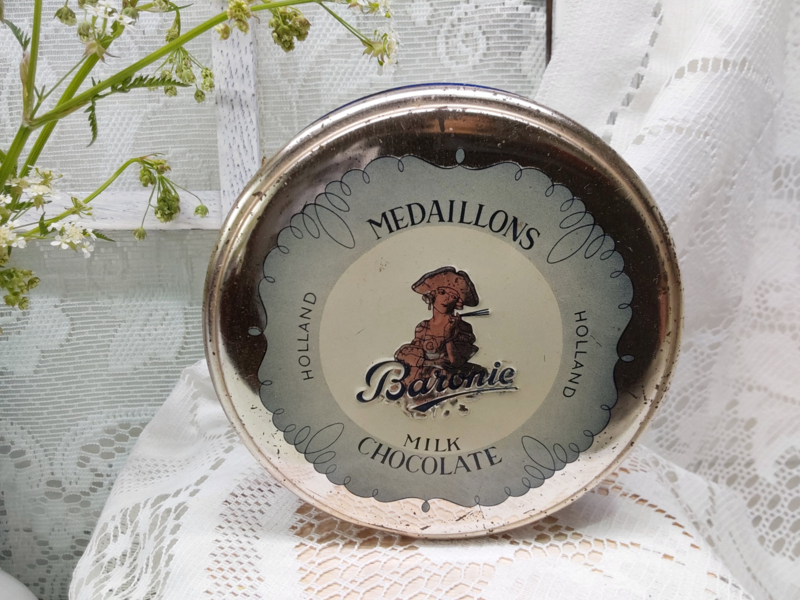 MEDAILLONS
HOLLAND
HOLLAND
Baronie
MILK
CHOCOLATE